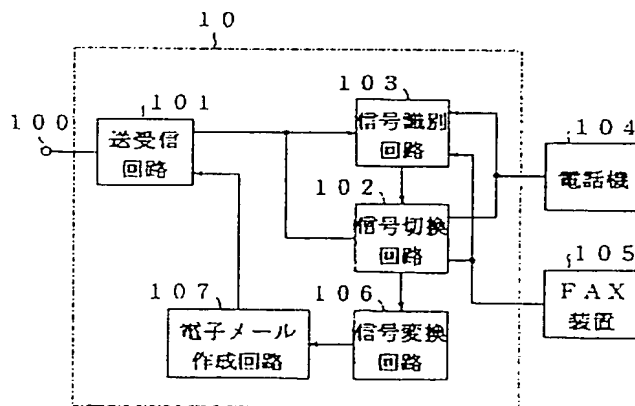 １０
１０３
１０１
１００
送受信
回路
信号識別
回路
１０４
電話機
１０２
信号切換
回路
１０５
ＦＡＸ
装置
１０７
電子メール
作成回路
１０６
信号変換
回路